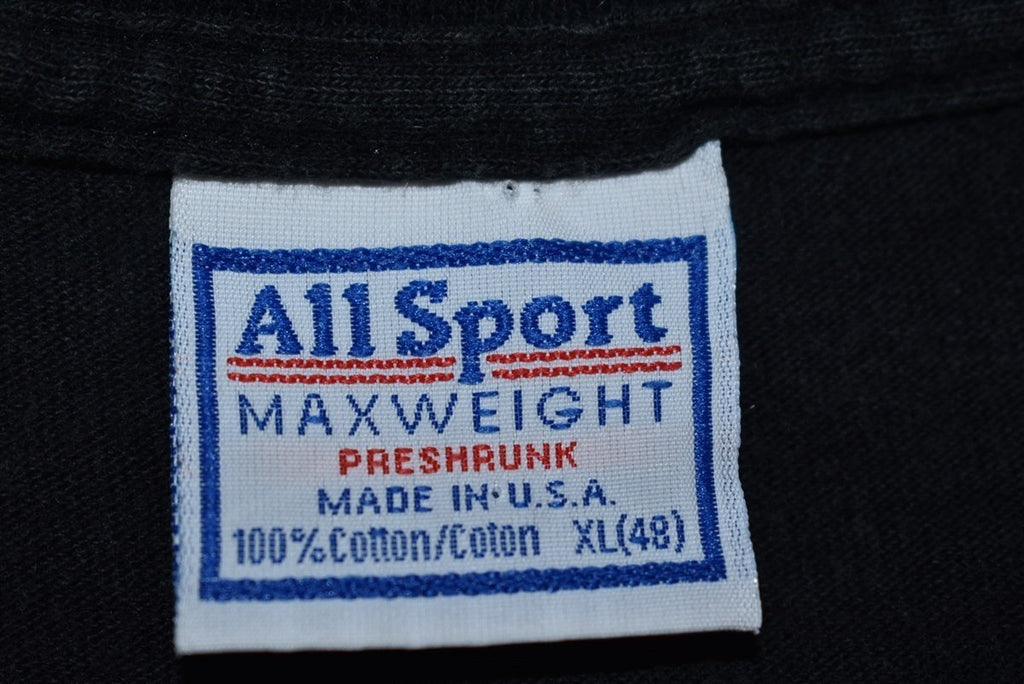 All Sport
MAXWEIGHT
PRESHRUNK
MADE IN U.S.A.
100% Cotton/Coton XL(48)